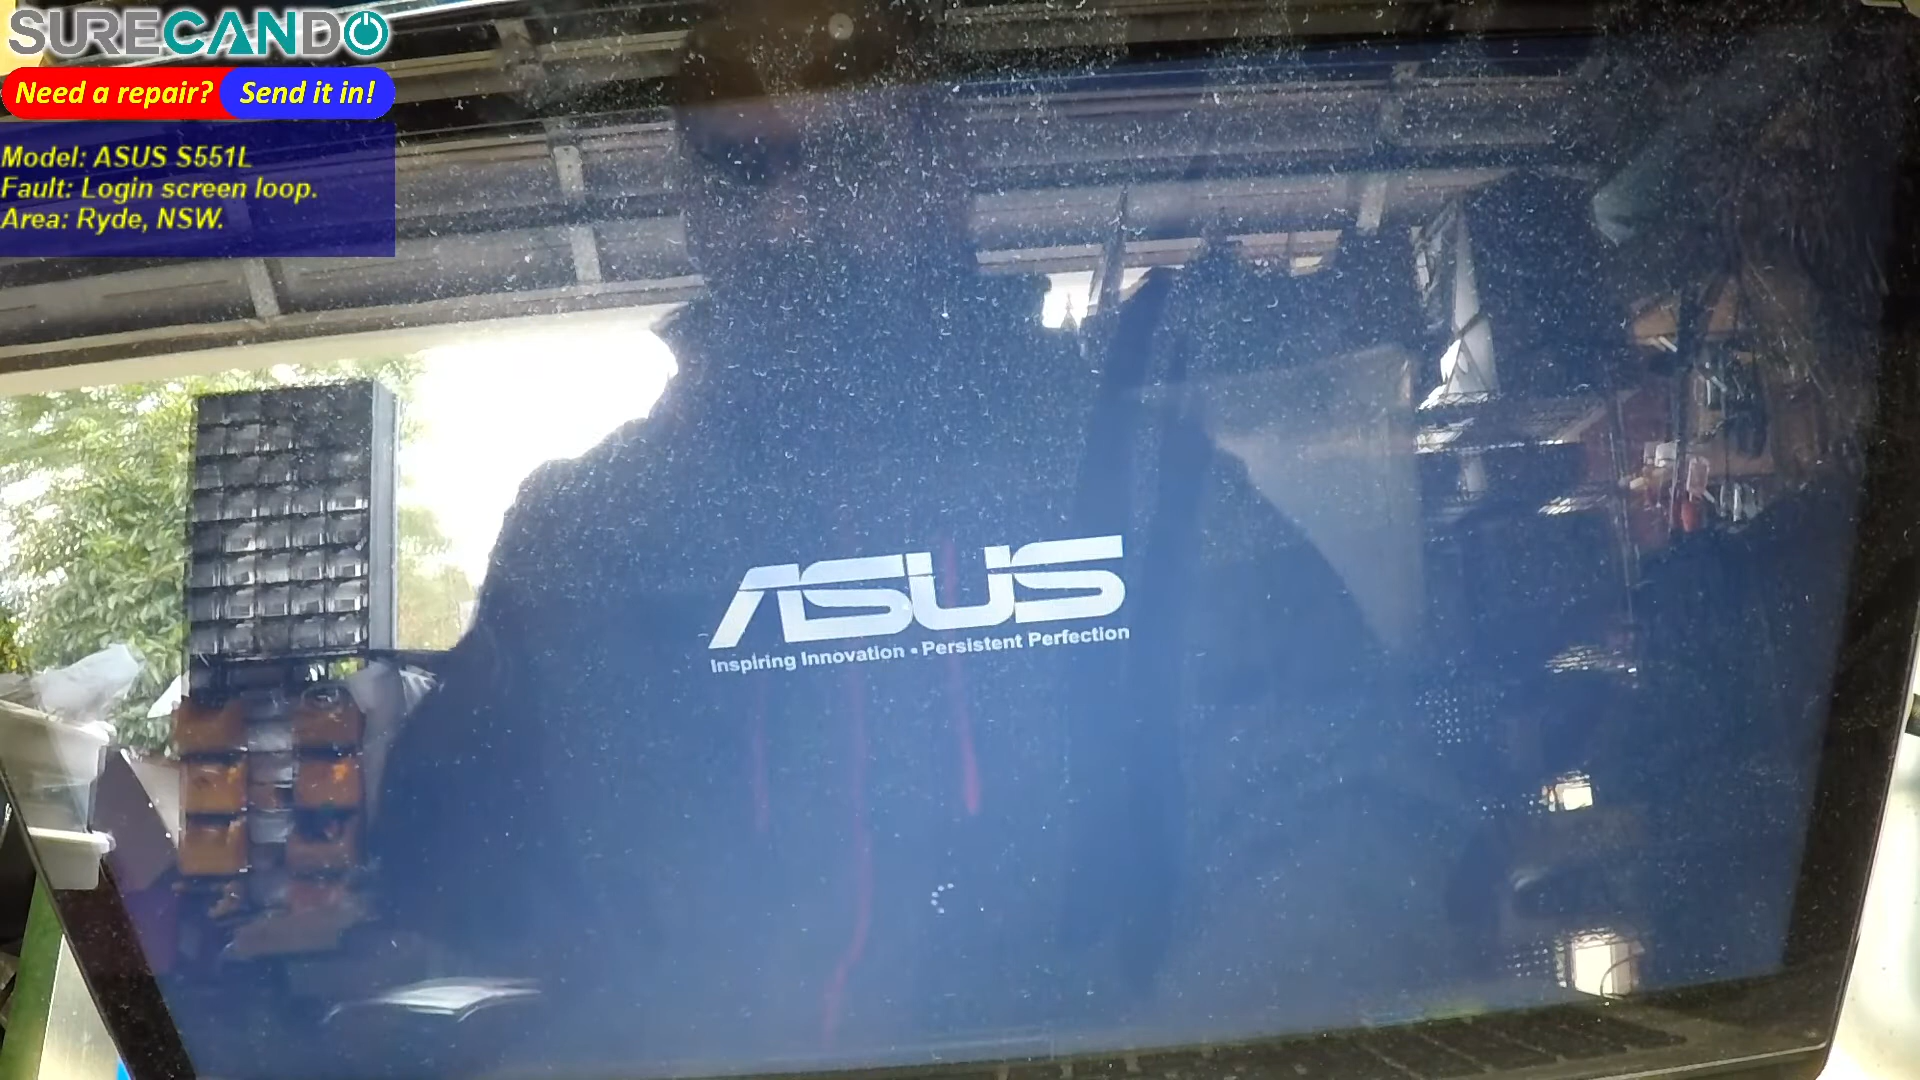 SURECANDO
Need a repair? Send it in!
Model: ASUS S551L
Fault: Login screen loop.
Area: Ryde, NSW.
ASUS
Inspiring Innovation • Persistent Perfection